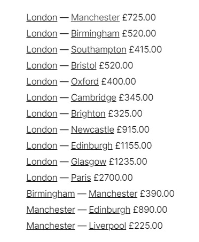 London — Manchester £725.00
London — Birmingham £520.00
London — Southampton £415.00
London — Bristol £520.00
London — Oxford £400.00
London — Cambridge £345.00
London — Brighton £325.00
London — Newcastle £915.00
London — Edinburgh £1155.00
London — Glasgow £1235.00
London — Paris £2700.00
Birmingham — Manchester £390.00
Manchester — Edinburgh £890.00
Manchester — Liverpool £225.00